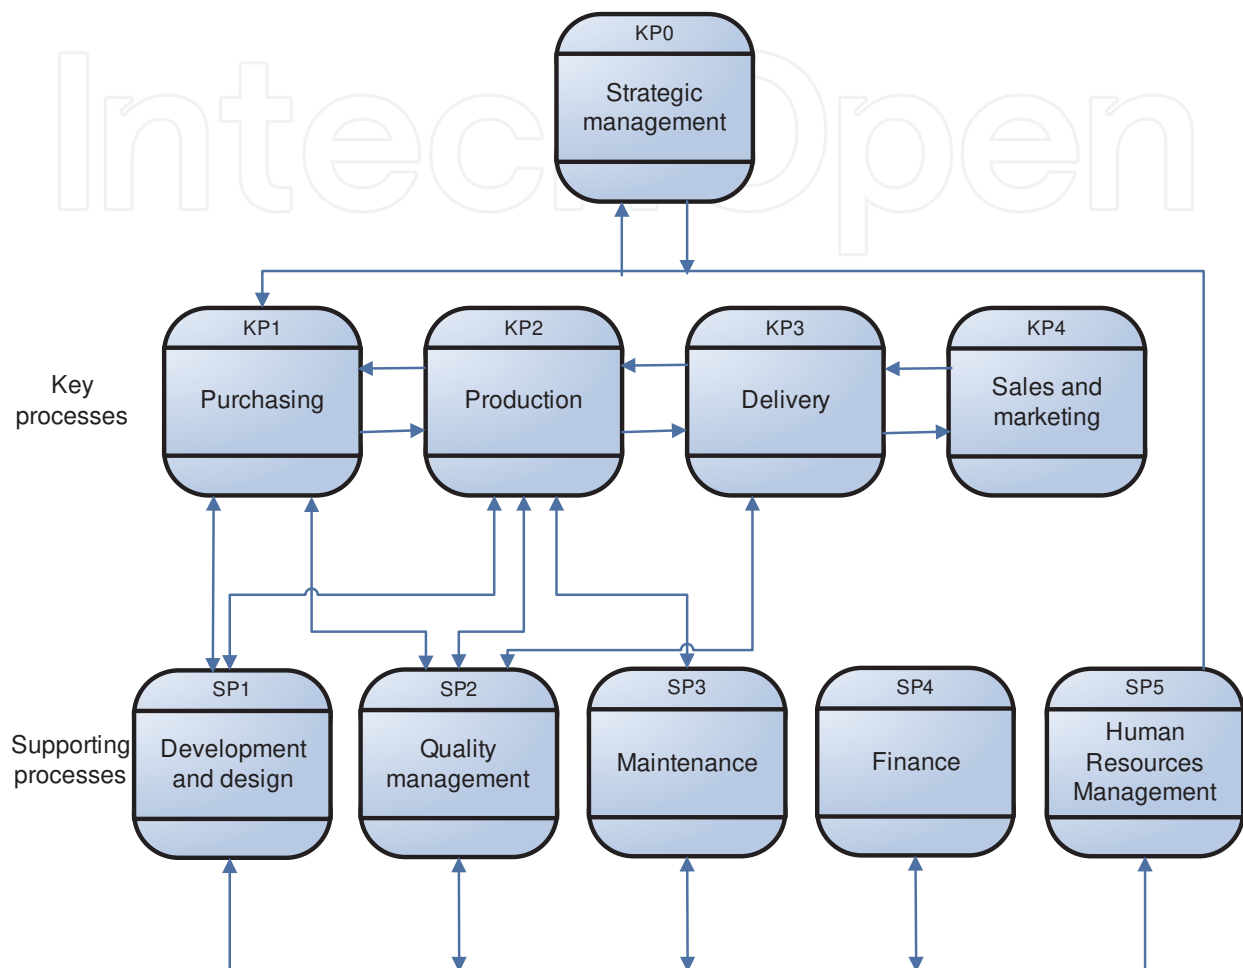 IntechOpen
KP0
Strategic
management
KP1
KP2
KP3
KP4
Key
processes
Purchasing
Production
Delivery
Sales and
marketing
SP1
SP2
SP3
SP4
SP5
Supporting
processes
Development
and design
Quality
management
Maintenance
Finance
Human
Resources
Management